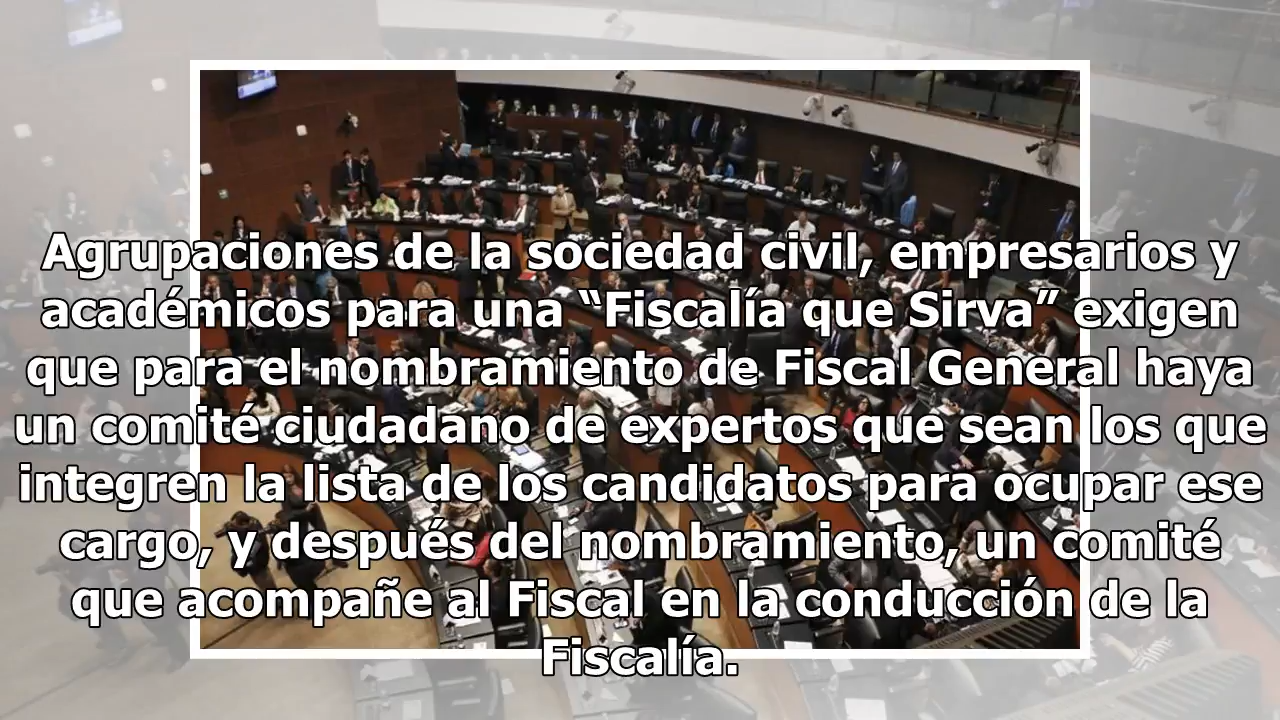 Agrupaciones de la sociedad civil, empresarios y
académicos para una “Fiscalía que Sirva” exigen
que para el nombramiento de Fiscal General haya
un comité ciudadano de expertos que sean los que
integren la lista de los candidatos para ocupar ese
cargo, y después del nombramiento, un comité
que acompañe al Fiscal en la conducción de la
Fiscalía.